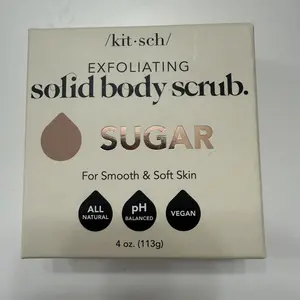 /kit·sch/
EXFOLIATING
solid body scrub.
SUGAR
For Smooth & Soft Skin
ALL NATURAL
pH BALANCED
VEGAN
4 oz. (113g)